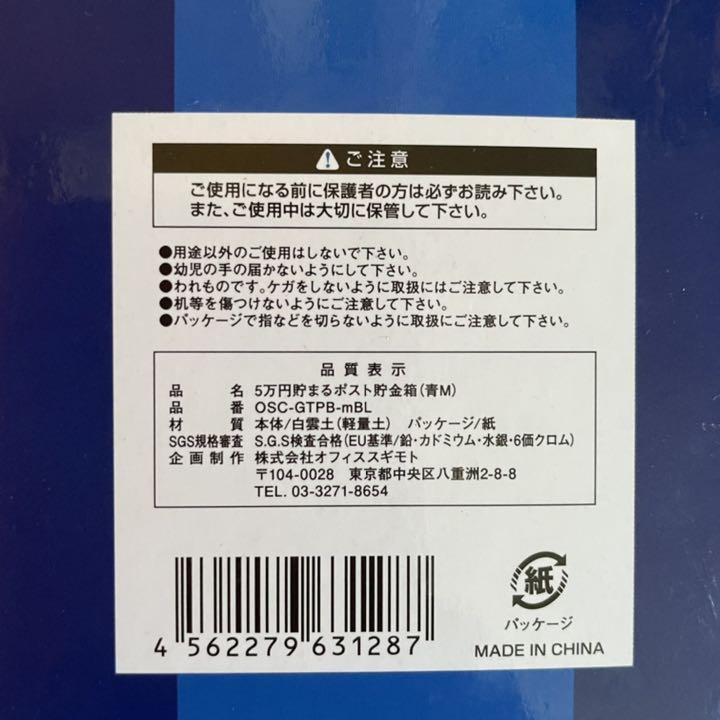 ご注意
ご使用になる前に保護者の方は必ずお読み下さい。
また、ご使用中は大切に保管して下さい。
●用途以外のご使用はしないで下さい。
●幼児の手の届かないようにして下さい。
●われものです。ケガをしないように取扱にはご注意して下さい。
●机等を傷つけないようにご注意して下さい。
●パッケージで指などを切らないように取扱にご注意して下さい。
品質表示
品名 5万円貯まるポスト貯金箱(青M)
品番 OSC-GTPB-mBL
材質 本体/白雲土(軽量土) パッケージ/紙
SGS規格審査 S.G.S検査合格(EU基準/鉛・カドミウム・水銀・6価クロム)
企画制作 株式会社オフィススギモト
〒104-0028 東京都中央区八重洲2-8-8
TEL. 03-3271-8654
紙
パッケージ
4 562279 631287
MADE IN CHINA